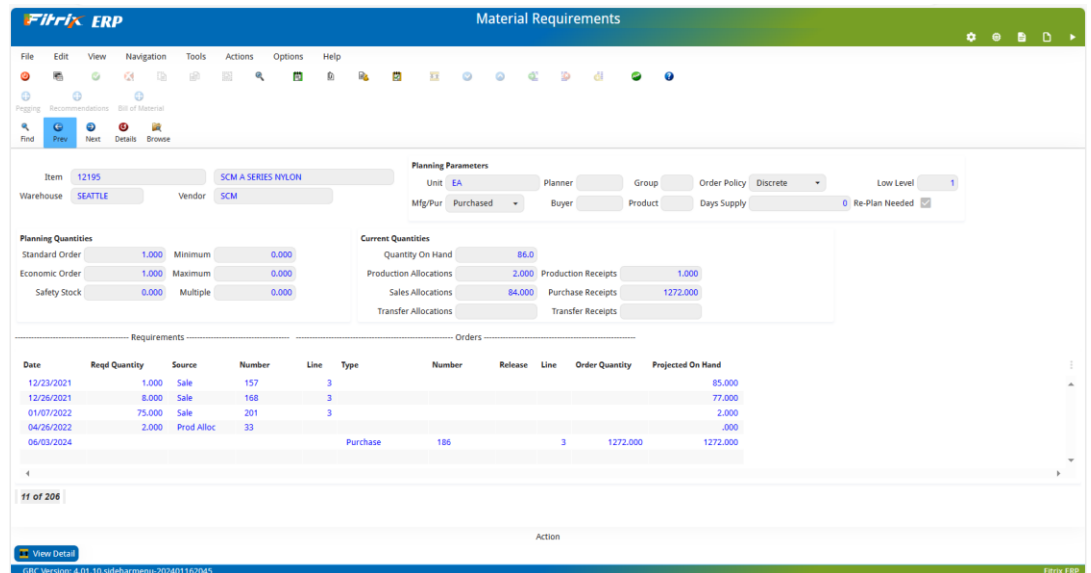 Fitrix ERP
Material Requirements
File Edit View Navigation Tools Actions Options Help
Pegging Recommendations Bill of Material
Find Prev Next Details Browse
Planning Parameters
Item 12195 SCM A SERIES NYLON Unit EA Planner Group Order Policy Discrete Low Level 1
Warehouse SEATTLE Vendor SCM Mfg/Pur Purchased Buyer Product Days Supply 0 Re-Plan Needed
Planning Quantities Current Quantities
Standard Order 1.000 Minimum 0.000 Quantity On Hand 86.0
Economic Order 1.000 Maximum 0.000 Production Allocations 2.000 Production Receipts 1.000
Safety Stock 0.000 Multiple 0.000 Sales Allocations 84.000 Purchase Receipts 1272.000
Transfer Allocations Transfer Receipts
Requirements Orders
Date Reqd Quantity Source Number Line Type Number Release Line Order Quantity Projected On Hand
12/23/2021 1.000 Sale 157 3 85.000
12/26/2021 8.000 Sale 168 3 77.000
01/07/2022 75.000 Sale 201 3 2.000
04/26/2022 2.000 Prod Alloc 33 .000
06/03/2024 Purchase 186 3 1272.000 1272.000
11 of 206
Action
View Detail
GBC Version: 4.01.10.sidebarmenu-202401162045 Fitrix ERP